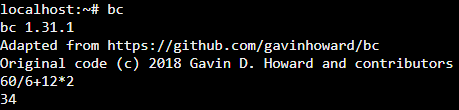 localhost:~# bc
bc 1.31.1
Adapted from https://github.com/gavinhoward/bc
Original code (c) 2018 Gavin D. Howard and contributors
60/6+12*2
34